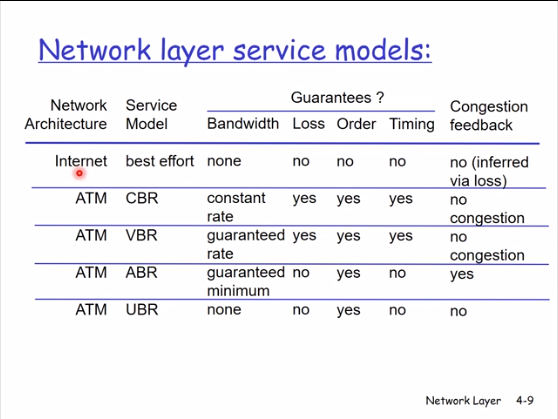 Network layer service models:
Guarantees ?
Network Service Congestion
Architecture Model Bandwidth Loss Order Timing feedback
Internet best effort none no no no no (inferred
via loss)
ATM CBR constant yes yes yes no
rate congestion
ATM VBR guaranteed yes yes yes no
rate congestion
ATM ABR guaranteed no yes no yes
minimum
ATM UBR none no yes no no
Network Layer 4-9